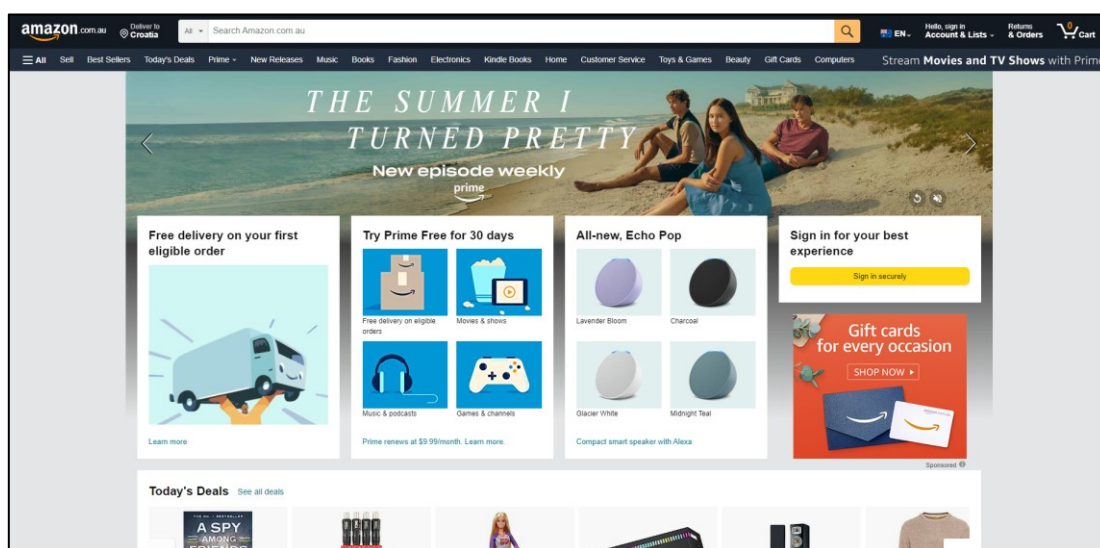 amazon.com.au
Deliver to
Croatia
All
Search Amazon.com.au
EN
Hello, sign in
Account & Lists
Returns
& Orders
0
Cart
All
Sell
Best Sellers
Today's Deals
Prime
New Releases
Music
Books
Fashion
Electronics
Kindle Books
Home
Customer Service
Toys & Games
Beauty
Gift Cards
Computers
Stream Movies and TV Shows with Prime
THE SUMMER I
TURNED PRETTY
New episode weekly
prime
Free delivery on your first
eligible order
Learn more
Try Prime Free for 30 days
Free delivery on eligible
orders
Movies & shows
Music & podcasts
Games & channels
Prime renews at $9.99/month. Learn more.
All-new, Echo Pop
Lavender Bloom
Charcoal
Glacier White
Midnight Teal
Compact smart speaker with Alexa
Sign in for your best
experience
Sign in securely
Gift cards
for every occasion
SHOP NOW
Sponsored
Today's Deals
See all deals
A SPY
AMONG
FRIENDS